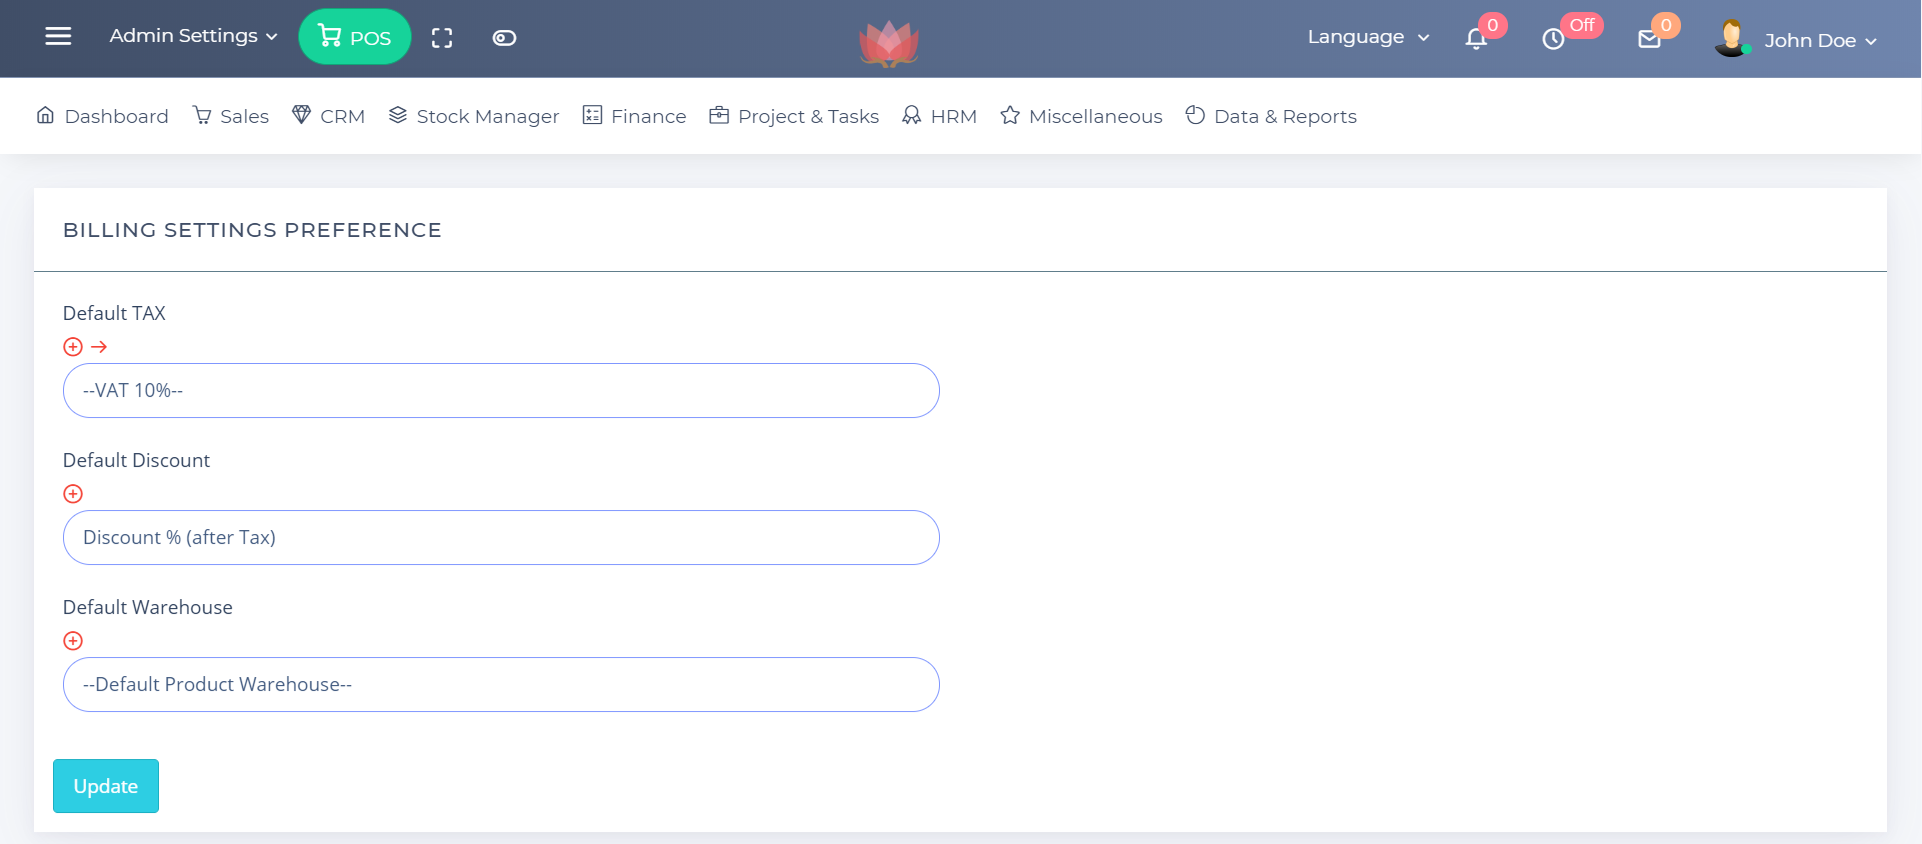 Admin Settings POS Language 0 Off 0 John Doe
Dashboard Sales CRM Stock Manager Finance Project & Tasks HRM Miscellaneous Data & Reports
BILLING SETTINGS PREFERENCE
Default TAX
--VAT 10%--
Default Discount
Discount % (after Tax)
Default Warehouse
--Default Product Warehouse--
Update